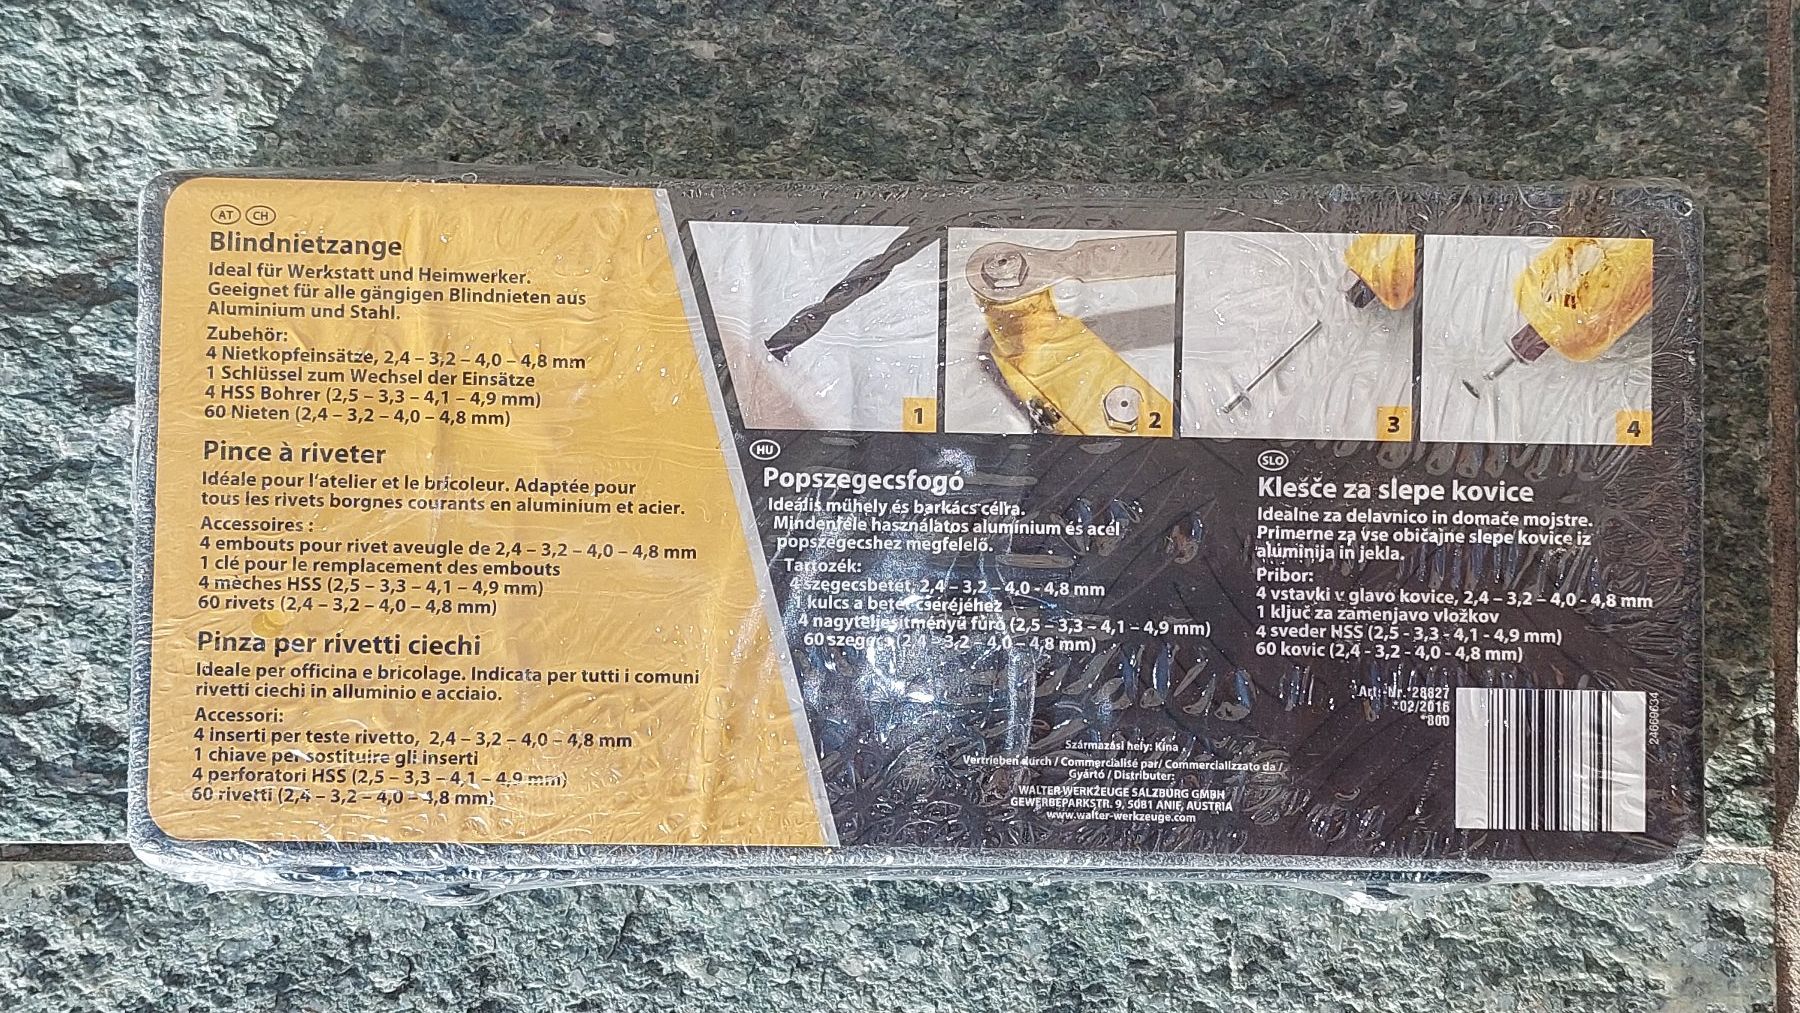 AT CH
Blindnietzange
Ideal für Werkstatt und Heimwerker.
Geeignet für alle gängigen Blindnieten aus
Aluminium und Stahl.
Zubehör:
4 Nietkopfeinsätze, 2,4 – 3,2 – 4,0 – 4,8 mm
1 Schlüssel zum Wechsel der Einsätze
4 HSS Bohrer (2,5 – 3,3 – 4,1 – 4,9 mm)
60 Nieten (2,4 – 3,2 – 4,0 – 4,8 mm)
Pince à riveter
Idéale pour l'atelier et le bricoleur. Adaptée pour
tous les rivets borgnes courants en aluminium et acier.
Accessoires :
4 embouts pour rivet aveugle de 2,4 – 3,2 – 4,0 – 4,8 mm
1 clé pour le remplacement des embouts
4 mèches HSS (2,5 – 3,3 – 4,1 – 4,9 mm)
60 rivets (2,4 – 3,2 – 4,0 – 4,8 mm)
Pinza per rivetti ciechi
Ideale per officina e bricolage. Indicata per tutti i comuni
rivetti ciechi in alluminio e acciaio.
Accessori:
4 inserti per teste rivetto, 2,4 – 3,2 – 4,0 – 4,8 mm
1 chiave per sostituire gli inserti
4 perforatori HSS (2,5 – 3,3 – 4,1 – 4,9 mm)
60 rivetti (2,4 – 3,2 – 4,0 – 4,8 mm)
1
2
3
4
HU
Popszegecsfogó
Ideális műhely és barkács célra.
Mindenféle használatos alumínium és acél
popszegecshez megfelelő.
Tartozék:
4 szegecsbetét, 2,4 – 3,2 – 4,0 - 4,8 mm
1 kulcs a betét cseréjéhez
4 nagyteljesítményű fúró (2,5 – 3,3 – 4,1 – 4,9 mm)
60 szegecs (2,4 – 3,2 – 4,0 – 4,8 mm)
SLO
Klešče za slepe kovice
Idealne za delavnico in domače mojstre.
Primerne za vse običajne slepe kovice iz
aluminija in jekla.
Pribor:
4 vstavki v glavo kovice, 2,4 – 3,2 – 4,0 - 4,8 mm
1 ključ za zamenjavo vložkov
4 sveder HSS (2,5 - 3,3 - 4,1 - 4,9 mm)
60 kovic (2,4 - 3,2 - 4,0 - 4,8 mm)
Art.-Nr. *28827
*02/2016
*800
24669634
Származási hely: Kína
Vertrieben durch / Commercialisé par/ Commercializzato da /
Gyártó / Distributer:
WALTER WERKZEUGE SALZBURG GMBH
GEWERBEPARKSTR. 9, 5081 ANIF, AUSTRIA
www.walter-werkzeuge.com